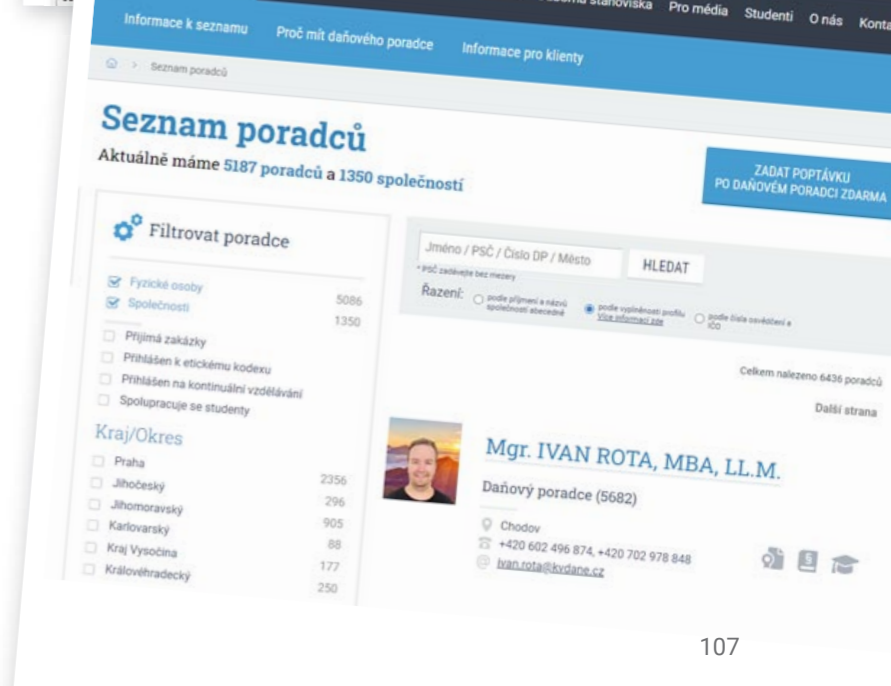 stanoviska Pro média Studenti O nás
Informace k seznamu Proč mít daňového poradce Informace pro klienty
> Seznam poradců
Seznam poradců
Aktuálně máme 5187 poradců a 1350 společností
ZADAT POPTÁVKU
PO DAŇOVÉM PORADCI ZDARMA
Filtrovat poradce
Fyzické osoby 5086
Společnosti 1350
Přijímá zakázky
Přihlášen k etickému kodexu
Přihlášen na kontinuální vzdělávání
Spolupracuje se studenty
Kraj/Okres
Praha 2356
Jihočeský 296
Jihomoravský 905
Karlovarský 88
Kraj Vysočina 177
Královéhradecký 250
Jméno / PSČ / Číslo DP / Město HLEDAT
* PSČ zadávejte bez mezery
Řazení: podle příjmení a názvů
společnosti abecedně
podle vyplněnosti profilu
Více informací zde
podle čísla osvědčení a
IČO
Celkem nalezeno 6436 poradců
Další strana
Mgr. IVAN ROTA, MBA, LL.M.
Daňový poradce (5682)
Chodov
+420 602 496 874, +420 702 978 848
ivan.rota@kvdane.cz
107